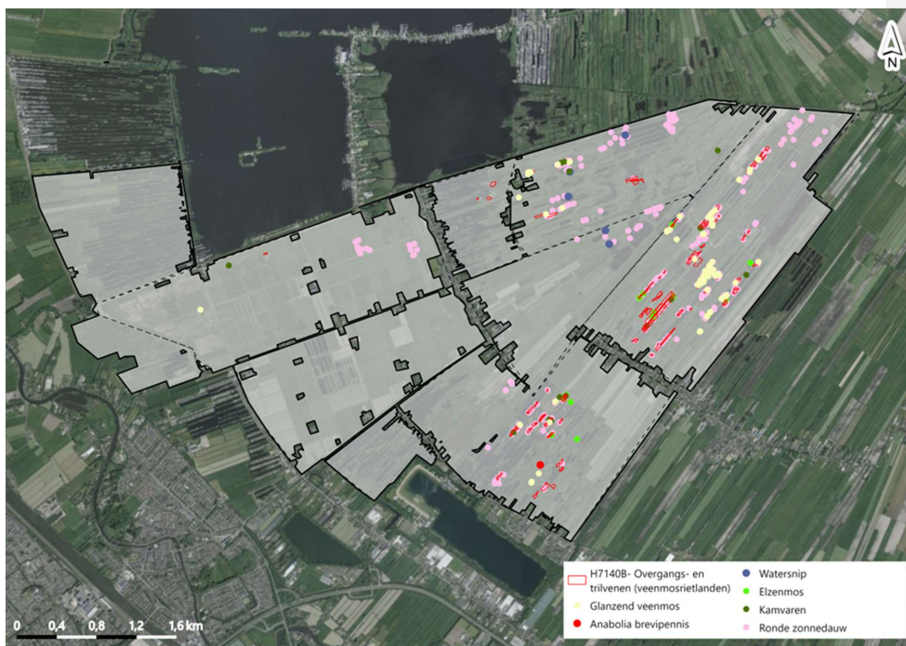 N
H7140B- Overgangs- en
trilvenen (veenmosrietlanden)
Glanzend veenmos
Anabolia brevipennis
Watersnip
Elzenmos
Kamvaren
Ronde zonnedauw
0 0,4 0,8 1,2 1,6 km